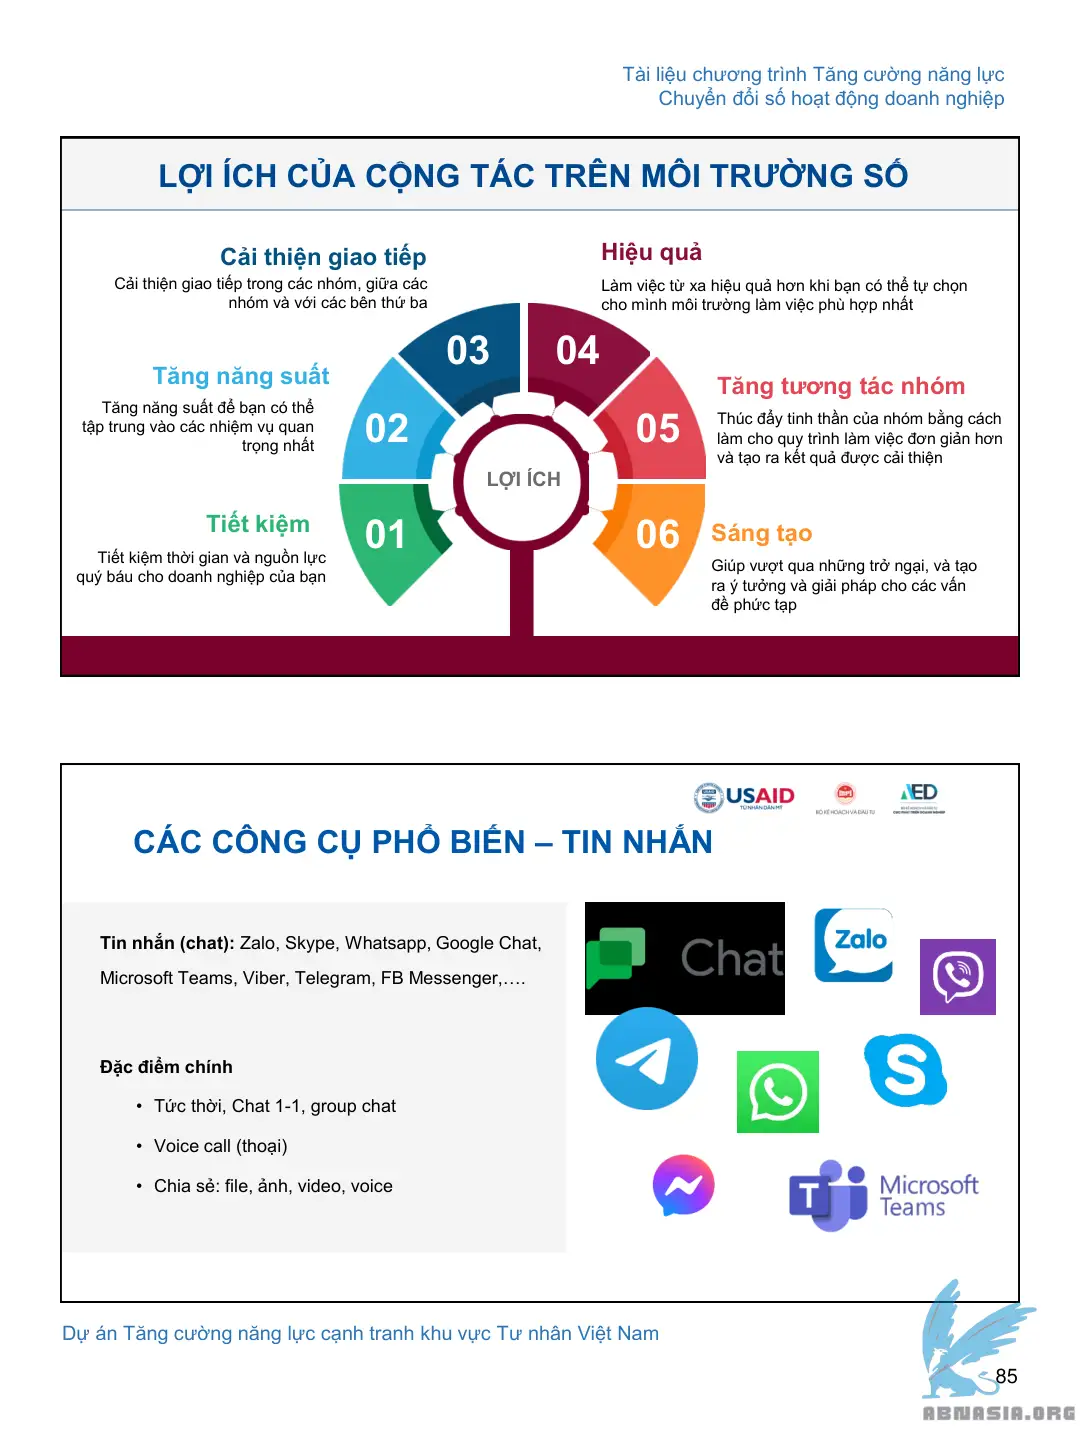 Tài liệu chương trình Tăng cường năng lực
Chuyển đổi số hoạt động doanh nghiệp
LỢI ÍCH CỦA CỘNG TÁC TRÊN MÔI TRƯỜNG SỐ
Cải thiện giao tiếp
Cải thiện giao tiếp trong các nhóm, giữa các
nhóm và với các bên thứ ba
Hiệu quả
Làm việc từ xa hiệu quả hơn khi bạn có thể tự chọn
cho mình môi trường làm việc phù hợp nhất
03
04
Tăng năng suất
Tăng năng suất để bạn có thể
tập trung vào các nhiệm vụ quan
trọng nhất
02
05
Tăng tương tác nhóm
Thúc đẩy tinh thần của nhóm bằng cách
làm cho quy trình làm việc đơn giản hơn
và tạo ra kết quả được cải thiện
LỢI ÍCH
Tiết kiệm
Tiết kiệm thời gian và nguồn lực
quý báu cho doanh nghiệp của bạn
01
06
Sáng tạo
Giúp vượt qua những trở ngại, và tạo
ra ý tưởng và giải pháp cho các vấn
đề phức tạp
USAID
TỪ NHÂN DÂN MỸ
BỘ KẾ HOẠCH VÀ ĐẦU TƯ
AED
CÁC CÔNG CỤ PHỔ BIẾN – TIN NHẮN
Tin nhắn (chat): Zalo, Skype, Whatsapp, Google Chat,
Microsoft Teams, Viber, Telegram, FB Messenger,….
Đặc điểm chính
• Tức thời, Chat 1-1, group chat
• Voice call (thoại)
• Chia sẻ: file, ảnh, video, voice
Chat
Zalo
S
T
Microsoft
Teams
Dự án Tăng cường năng lực cạnh tranh khu vực Tư nhân Việt Nam
85
ABNASIA.ORG